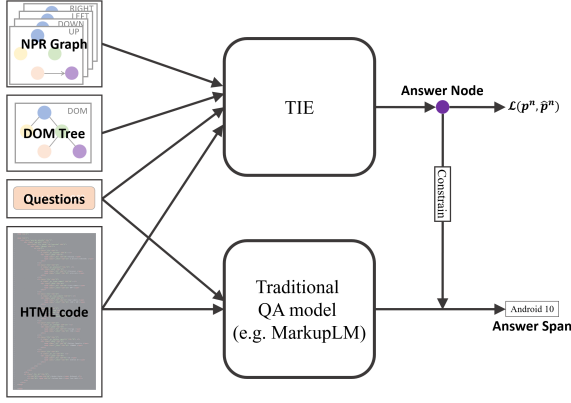 RIGHT
LEFT
DOWN
UP
NPR Graph
DOM
DOM Tree
Questions
HTML code
TIE
Traditional
QA model
(e.g. MarkupLM)
Answer Node
ℒ(pⁿ, p̂ⁿ)
Constrain
Android 10
Answer Span